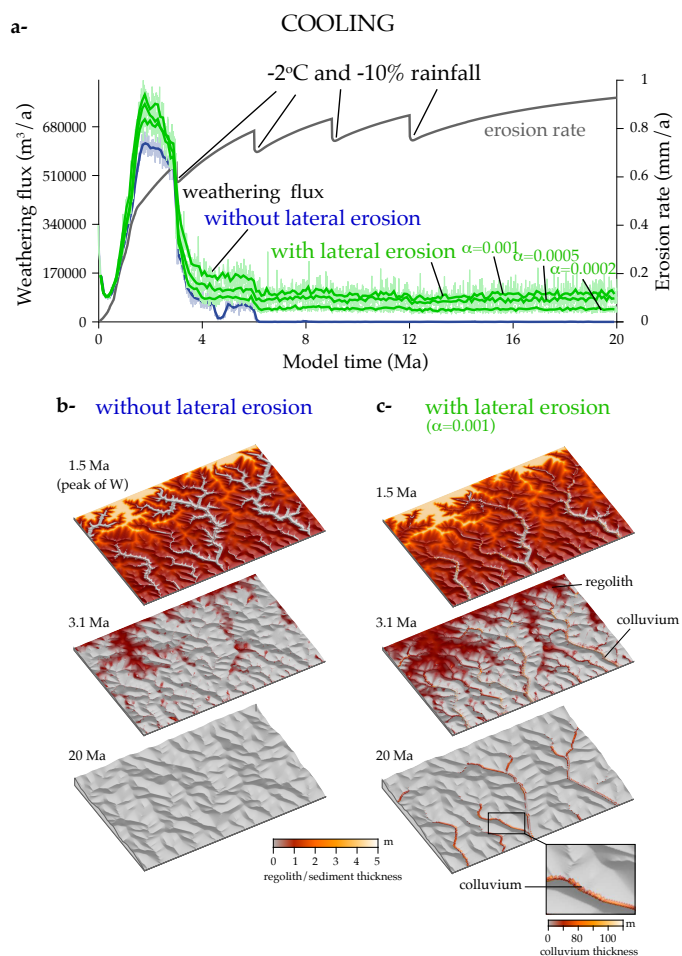 a-
COOLING
-2°C and -10% rainfall
Weathering flux (m³/a)
680000
510000
340000
170000
0
erosion rate
weathering flux
without lateral erosion
with lateral erosion
α=0.001
α=0.0005
α=0.0002
1
0.8
0.6
0.4
0.2
0
Erosion rate (mm/a)
4
8
12
16
20
Model time (Ma)
b- without lateral erosion
1.5 Ma
(peak of W)
3.1 Ma
20 Ma
m
0 1 2 3 4 5
regolith/sediment thickness
c- with lateral erosion
(α=0.001)
1.5 Ma
regolith
3.1 Ma
colluvium
20 Ma
colluvium
m
0 80 100
colluvium thickness